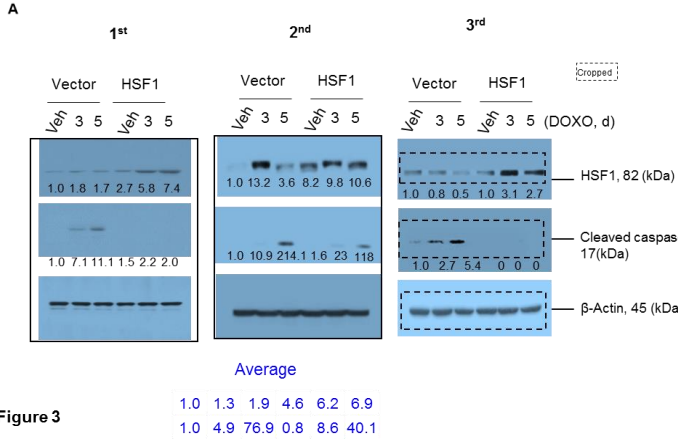 A
1st 2nd 3rd
Cropped
Vector HSF1 Vector HSF1 Vector HSF1
Veh 3 5 Veh 3 5 Veh 3 5 Veh 3 5 Veh 3 5 Veh 3 5 (DOXO, d)
1.0 1.8 1.7 2.7 5.8 7.4 1.0 13.2 3.6 8.2 9.8 10.6 1.0 0.8 0.5 1.0 3.1 2.7 HSF1, 82 (kDa)
1.0 7.1 11.1 1.5 2.2 2.0 1.0 10.9 214.1 1.6 23 118 1.0 2.7 5.4 0 0 0 Cleaved caspas
17(kDa)
β-Actin, 45 (kDa
Average
1.0 1.3 1.9 4.6 6.2 6.9
1.0 4.9 76.9 0.8 8.6 40.1
Figure 3